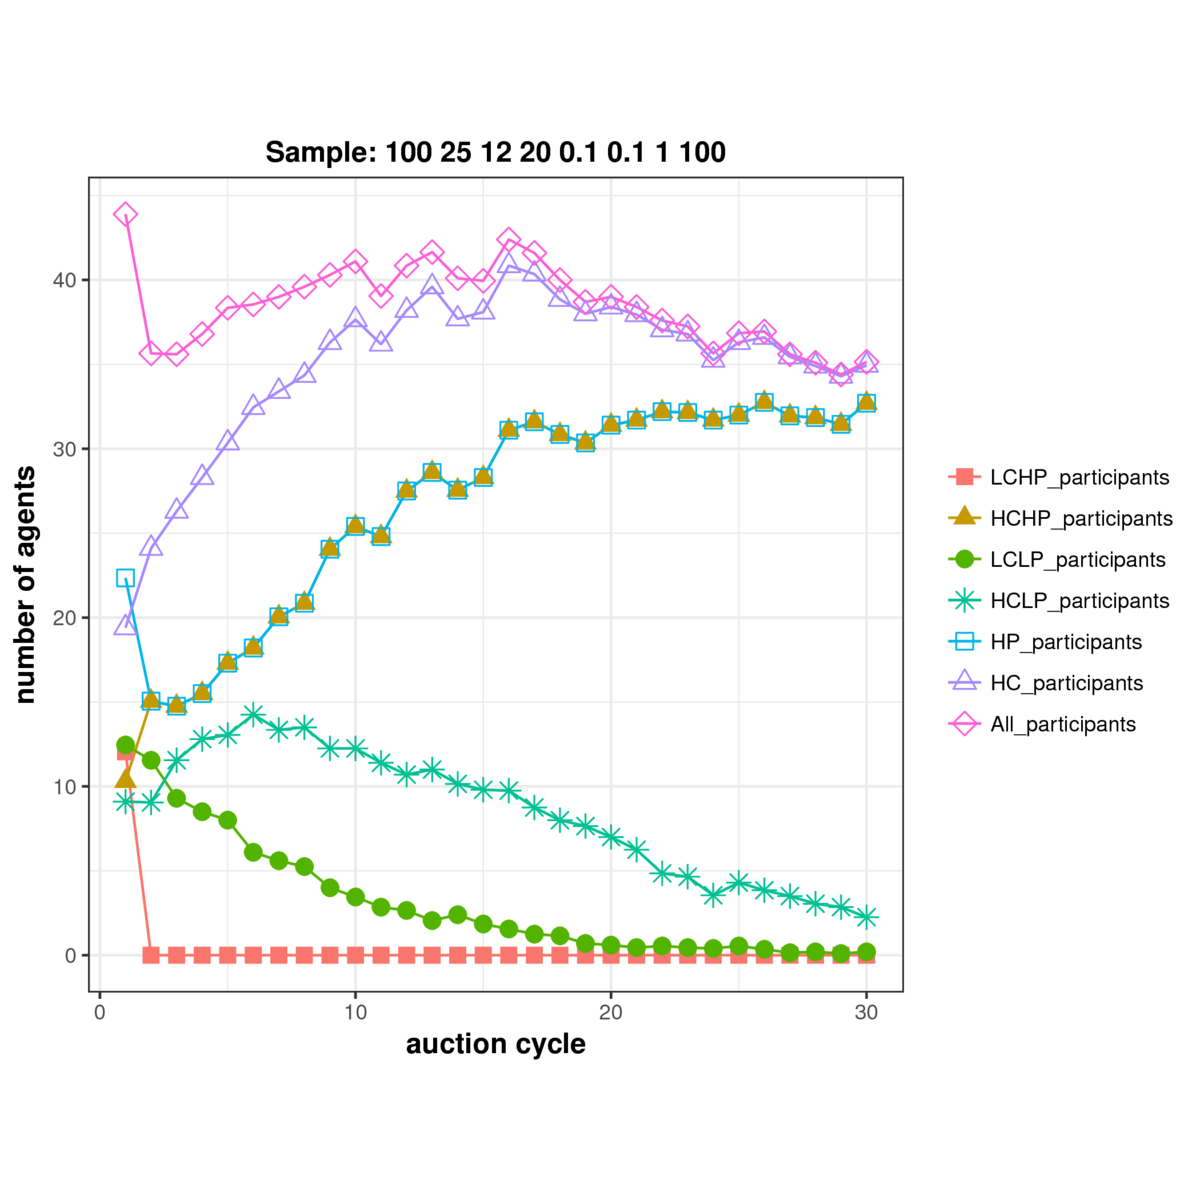 Sample: 100 25 12 20 0.1 0.1 1 100
number of agents
40
30
20
10
0
0 10 20 30
auction cycle
LCHP_participants
HCHP_participants
LCLP_participants
HCLP_participants
HP_participants
HC_participants
All_participants